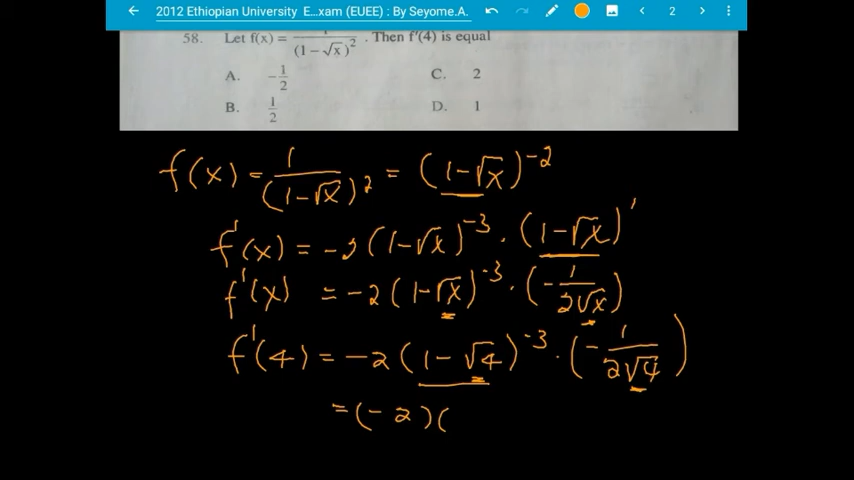 2012 Ethiopian University E...xam (EUEE) : By Seyome.A.
2
58. Let f(x) = 1/(1 – √x)² . Then f'(4) is equal
A. –1/2 C. 2
B. 1/2 D. 1
f(x) = 1/(1-√x)² = (1-√x)⁻²
f'(x) = -2(1-√x)⁻³ · (1-√x)'
f'(x) = -2(1-√x)⁻³ · (-1/2√x)
f'(4) = -2(1-√4)⁻³ · (-1/2√4)
= (-2)(